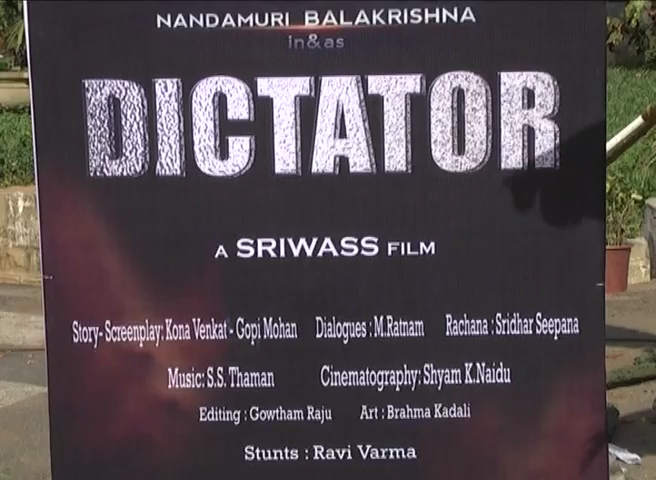 NANDAMURI BALAKRISHNA
in&as
DICTATOR
A SRIWASS FILM
Story- Screenplay: Kona Venkat - Gopi Mohan Dialogues : M.Ratnam Rachana : Sridhar Seepana
Music: S.S. Thaman Cinematography: Shyam K.Naidu
Editing : Gowtham Raju Art : Brahma Kadali
Stunts : Ravi Varma